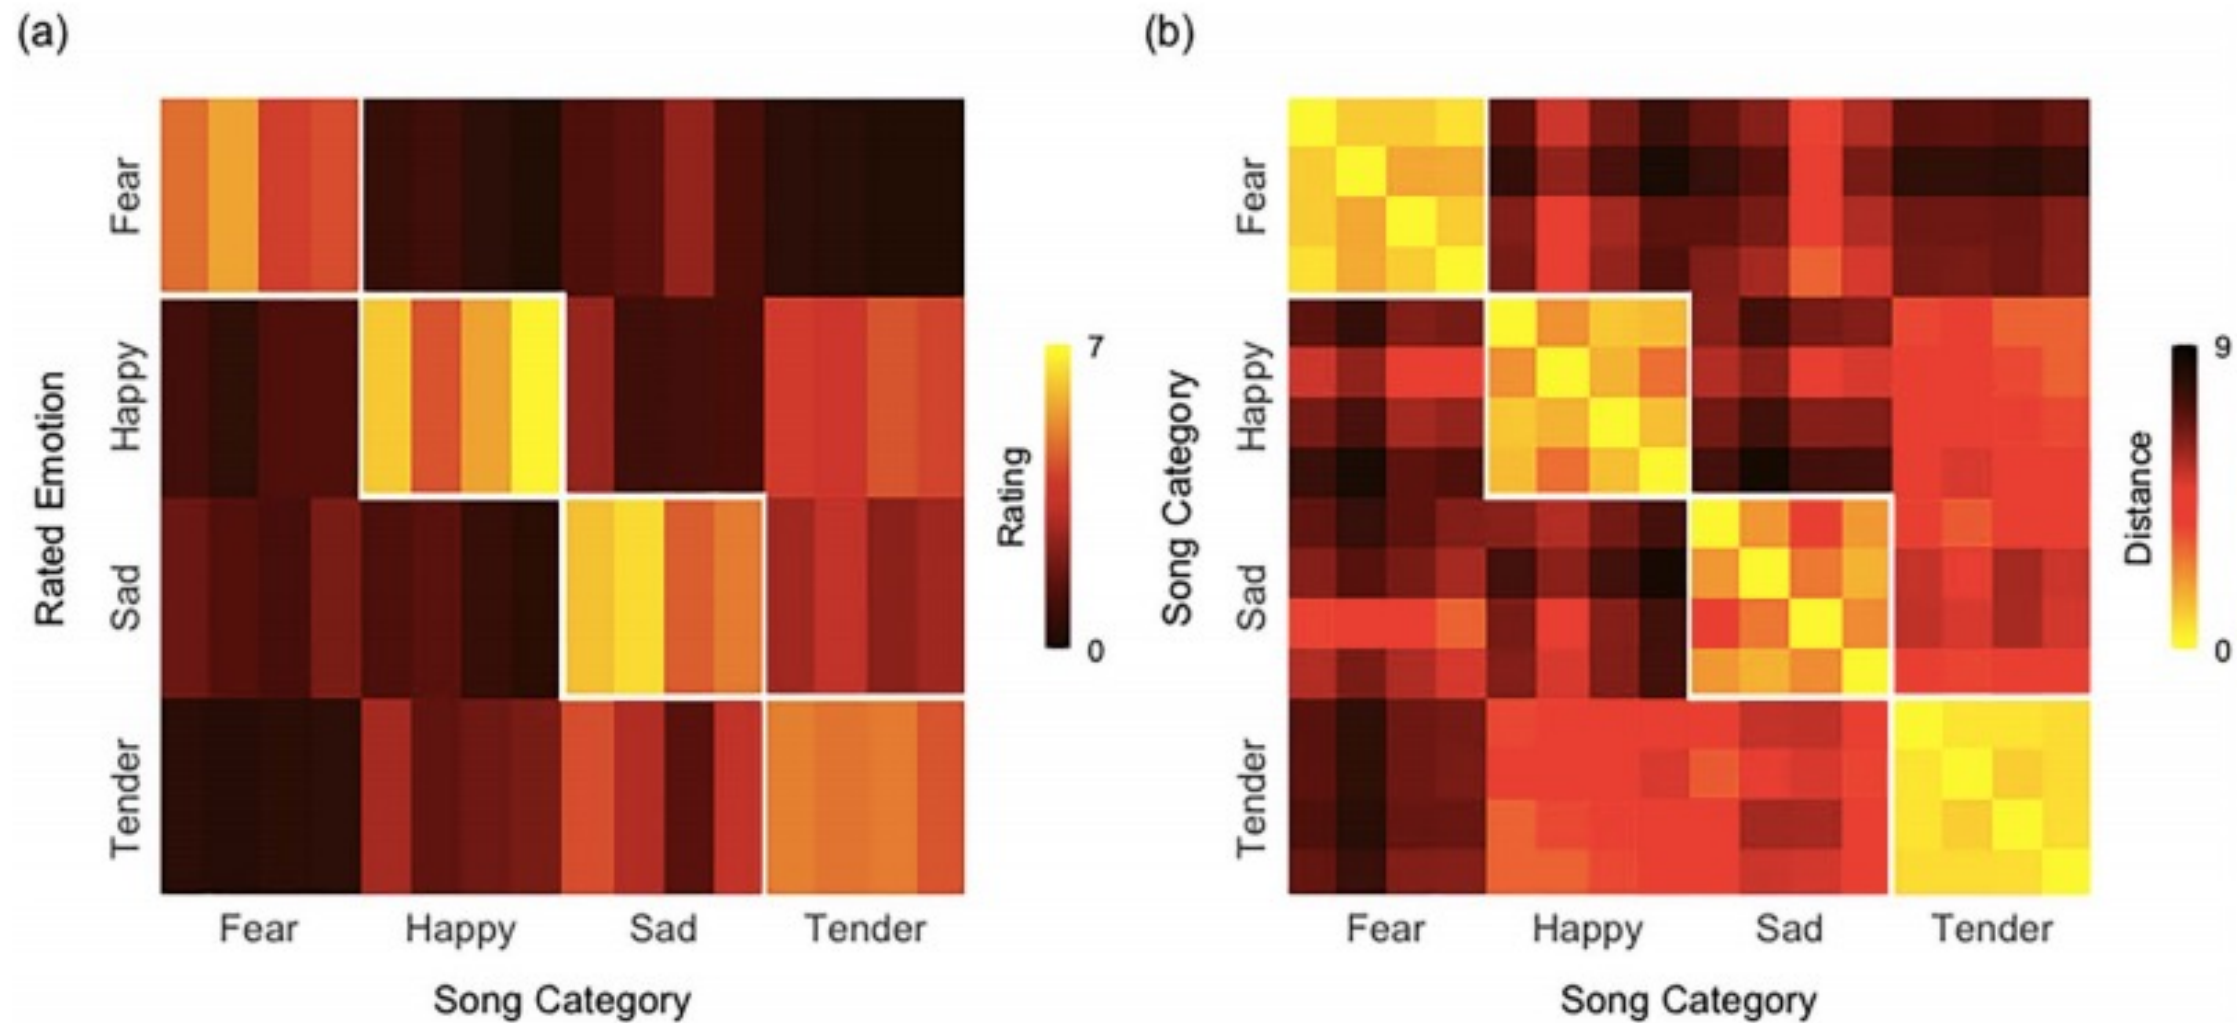 (a)
Rated Emotion
Fear
Happy
Sad
Tender
Fear Happy Sad Tender
Song Category
Rating
7
0
(b)
Song Category
Fear
Happy
Sad
Tender
Fear Happy Sad Tender
Song Category
Distance
9
0